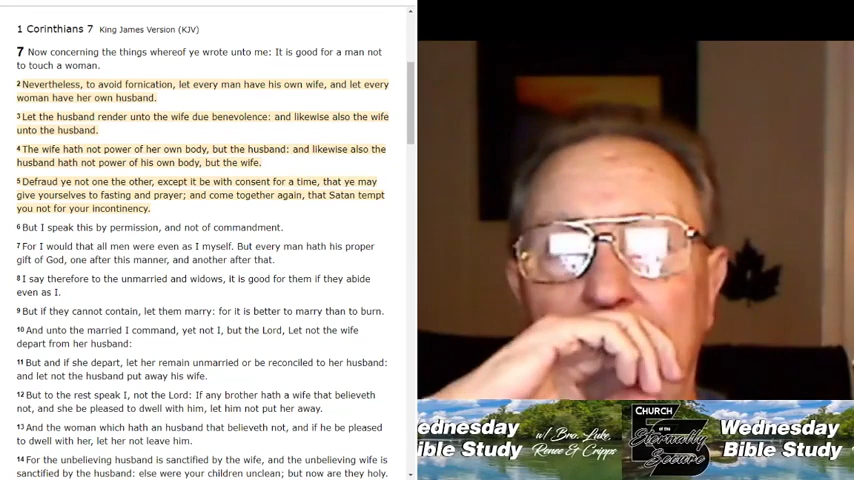 1 Corinthians 7 King James Version (KJV)
7 Now concerning the things whereof ye wrote unto me: It is good for a man not
to touch a woman.
2 Nevertheless, to avoid fornication, let every man have his own wife, and let every
woman have her own husband.
3 Let the husband render unto the wife due benevolence: and likewise also the wife
unto the husband.
4 The wife hath not power of her own body, but the husband: and likewise also the
husband hath not power of his own body, but the wife.
5 Defraud ye not one the other, except it be with consent for a time, that ye may
give yourselves to fasting and prayer; and come together again, that Satan tempt
you not for your incontinency.
6 But I speak this by permission, and not of commandment.
7 For I would that all men were even as I myself. But every man hath his proper
gift of God, one after this manner, and another after that.
8 I say therefore to the unmarried and widows, it is good for them if they abide
even as I.
9 But if they cannot contain, let them marry: for it is better to marry than to burn.
10 And unto the married I command, yet not I, but the Lord, Let not the wife
depart from her husband:
11 But and if she depart, let her remain unmarried or be reconciled to her husband:
and let not the husband put away his wife.
12 But to the rest speak I, not the Lord: If any brother hath a wife that believeth
not, and she be pleased to dwell with him, let him not put her away.
13 And the woman which hath an husband that believeth not, and if he be pleased
to dwell with her, let her not leave him.
14 For the unbelieving husband is sanctified by the wife, and the unbelieving wife is
sanctified by the husband: else were your children unclean; but now are they holy.
ednesday
Bible Study
w/ Bro. Luke,
Renee & Cripps
CHURCH
of the
Eternally
Secure
Wednesday
Bible Study